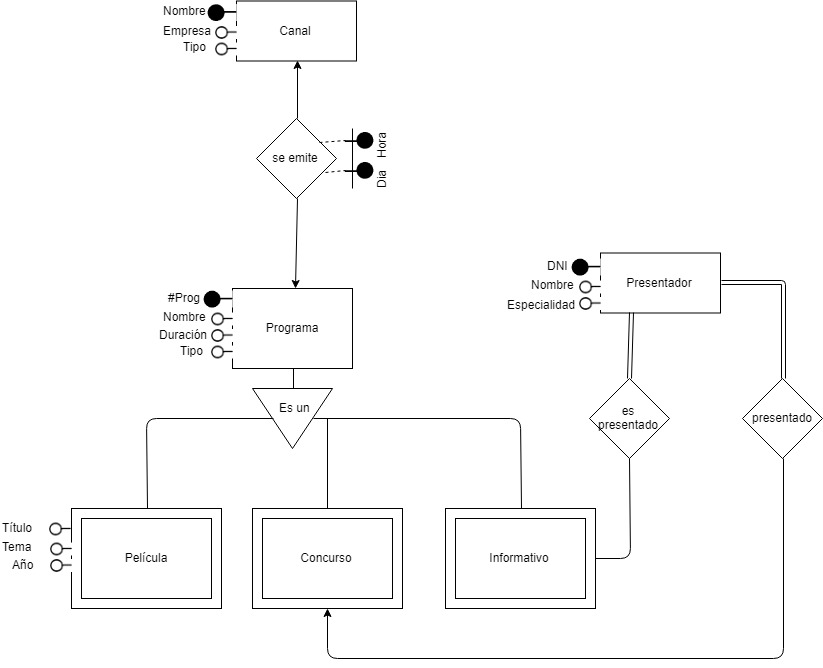 Nombre
Empresa
Tipo
Canal
se emite
Hora
Dia
#Prog
Nombre
Duración
Tipo
Programa
DNI
Nombre
Especialidad
Presentador
Es un
es
presentado
presentado
Título
Tema
Año
Película
Concurso
Informativo